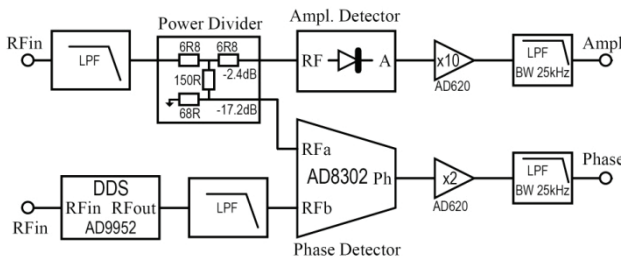 Power Divider
Ampl. Detector
RFin
LPF
6R8
6R8
-2.4dB
150R
68R
-17.2dB
RF
A
x10
AD620
LPF
BW 25kHz
Ampl
RFa
AD8302
Ph
RFb
Phase Detector
x2
AD620
LPF
BW 25kHz
Phase
RFin
DDS
RFin RFout
AD9952
LPF